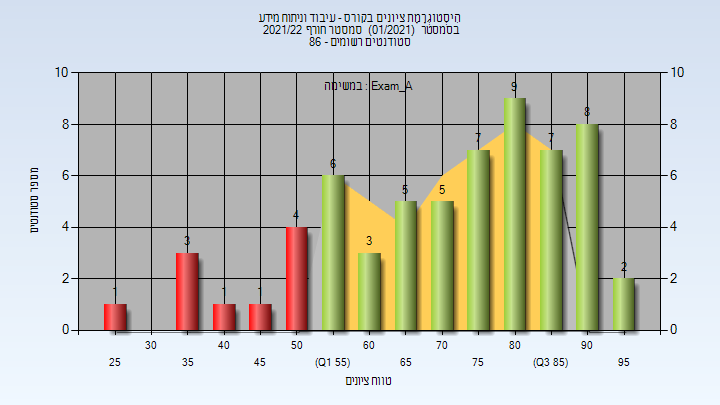 הִיסְטוֹגְרָמַת ציונים בקורס - עיבוד וניתוח מידע
בסמסטר (01/2021) סמסטר חורף 2021/22
סטודנטים רשומים - 86
במשימה : Exam_A
10 10
8 8
6 6
4 4
2 2
0 0
מספר סטודנטים
1 3 1 1 4 6 3 5 5 7 9 7 8 2
30 40 50 60 70 80 90
25 35 45 (Q1 55) 65 75 (Q3 85) 95
טווח ציונים